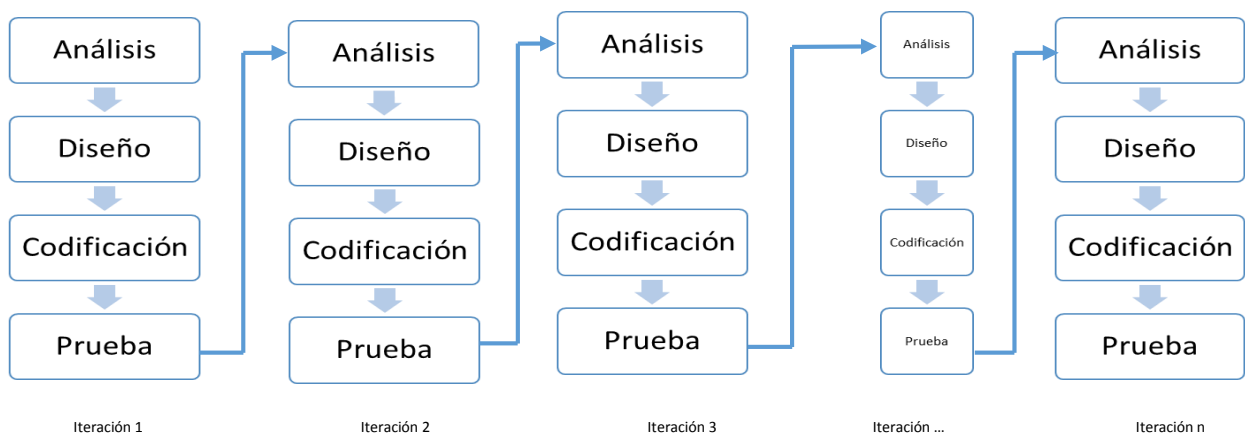 Análisis
Diseño
Codificación
Prueba
Iteración 1
Análisis
Diseño
Codificación
Prueba
Iteración 2
Análisis
Diseño
Codificación
Prueba
Iteración 3
Análisis
Diseño
Codificación
Prueba
Iteración ...
Análisis
Diseño
Codificación
Prueba
Iteración n